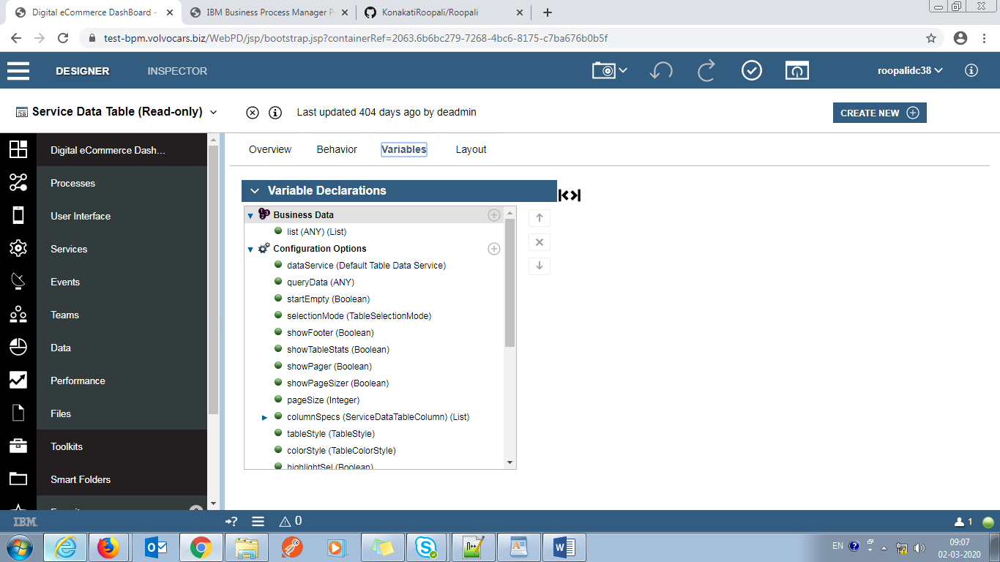 Digital eCommerce DashBoard -
IBM Business Process Manager P
KonakatiRoopali/Roopali
test-bpm.volvocars.biz/WebPD/jsp/bootstrap.jsp?containerRef=2063.6b6bc279-7268-4bc6-8175-c7ba676b0b5f
DESIGNER
INSPECTOR
roopalidc38
Service Data Table (Read-only)
Last updated 404 days ago by deadmin
CREATE NEW
Digital eCommerce Dash...
Processes
User Interface
Services
Events
Teams
Data
Performance
Files
Toolkits
Smart Folders
Overview
Behavior
Variables
Layout
Variable Declarations
Business Data
list (ANY) (List)
Configuration Options
dataService (Default Table Data Service)
queryData (ANY)
startEmpty (Boolean)
selectionMode (TableSelectionMode)
showFooter (Boolean)
showTableStats (Boolean)
showPager (Boolean)
showPageSizer (Boolean)
pageSize (Integer)
columnSpecs (ServiceDataTableColumn) (List)
tableStyle (TableStyle)
colorStyle (TableColorStyle)
highlightSel (Boolean)
IBM
0
1
EN
09:07
02-03-2020